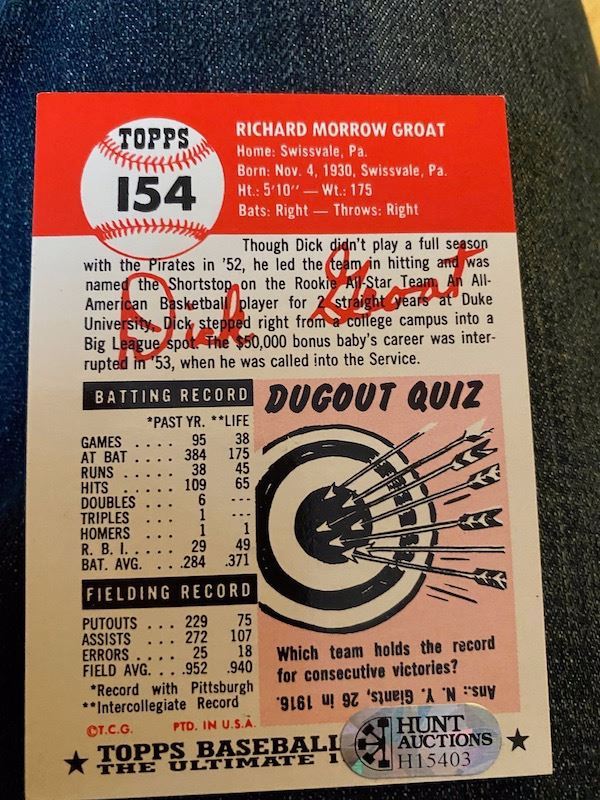 TOPPS
154
RICHARD MORROW GROAT
Home: Swissvale, Pa.
Born: Nov. 4, 1930, Swissvale, Pa.
Ht.: 5'10" — Wt.: 175
Bats: Right — Throws: Right
Though Dick didn't play a full season
with the Pirates in '52, he led the team in hitting and was
named the Shortstop on the Rookie All-Star Team. An All-
American Basketball player for 2 straight years at Duke
University, Dick stepped right from a college campus into a
Big League spot. The $50,000 bonus baby's career was inter-
rupted in '53, when he was called into the Service.
Dick Groat
BATTING RECORD
*PAST YR. **LIFE
GAMES .... 95 38
AT BAT .... 384 175
RUNS .... 38 45
HITS .... 109 65
DOUBLES ... 6 ---
TRIPLES ... 1 ---
HOMERS ... 1 1
R. B. I. .... 29 49
BAT. AVG. ... .284 .371
FIELDING RECORD
PUTOUTS ... 229 75
ASSISTS ... 272 107
ERRORS ... 25 18
FIELD AVG. ... .952 .940
*Record with Pittsburgh
**Intercollegiate Record
©T.C.G. PTD. IN U.S.A.
DUGOUT QUIZ
Which team holds the record
for consecutive victories?
Ans.: N. Y. Giants, 26 in 1916.
TOPPS BASEBALL
THE ULTIMATE
HUNT
AUCTIONS
H15403